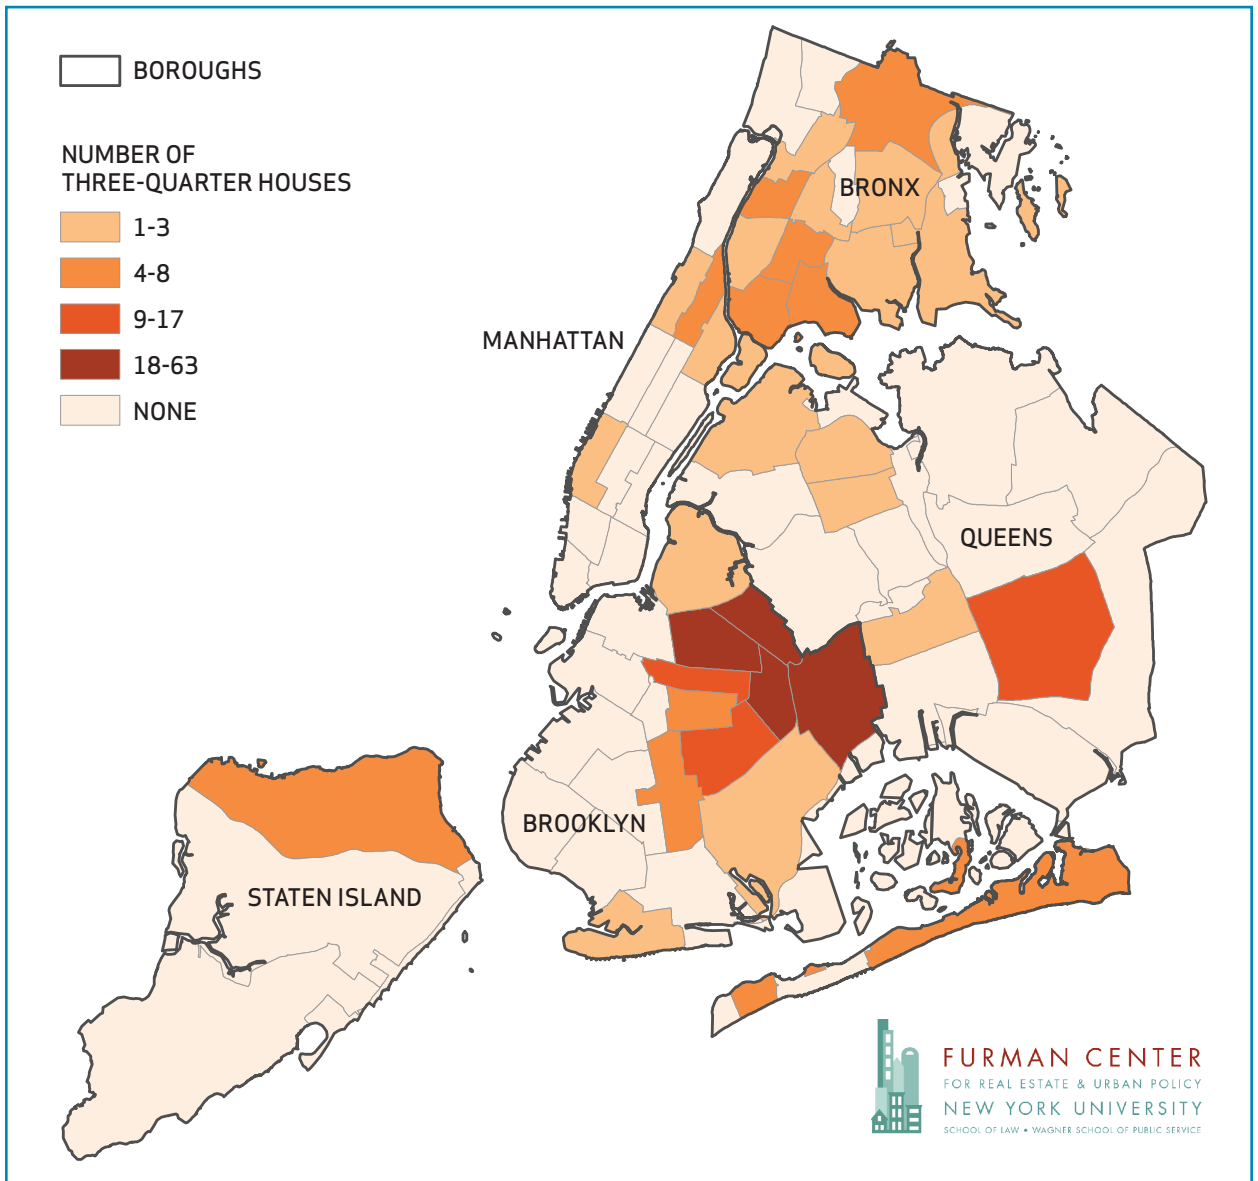 BOROUGHS
NUMBER OF
THREE-QUARTER HOUSES
1-3
4-8
9-17
18-63
NONE
BRONX
MANHATTAN
QUEENS
BROOKLYN
STATEN ISLAND
FURMAN CENTER
FOR REAL ESTATE & URBAN POLICY
NEW YORK UNIVERSITY
SCHOOL OF LAW • WAGNER SCHOOL OF PUBLIC SERVICE